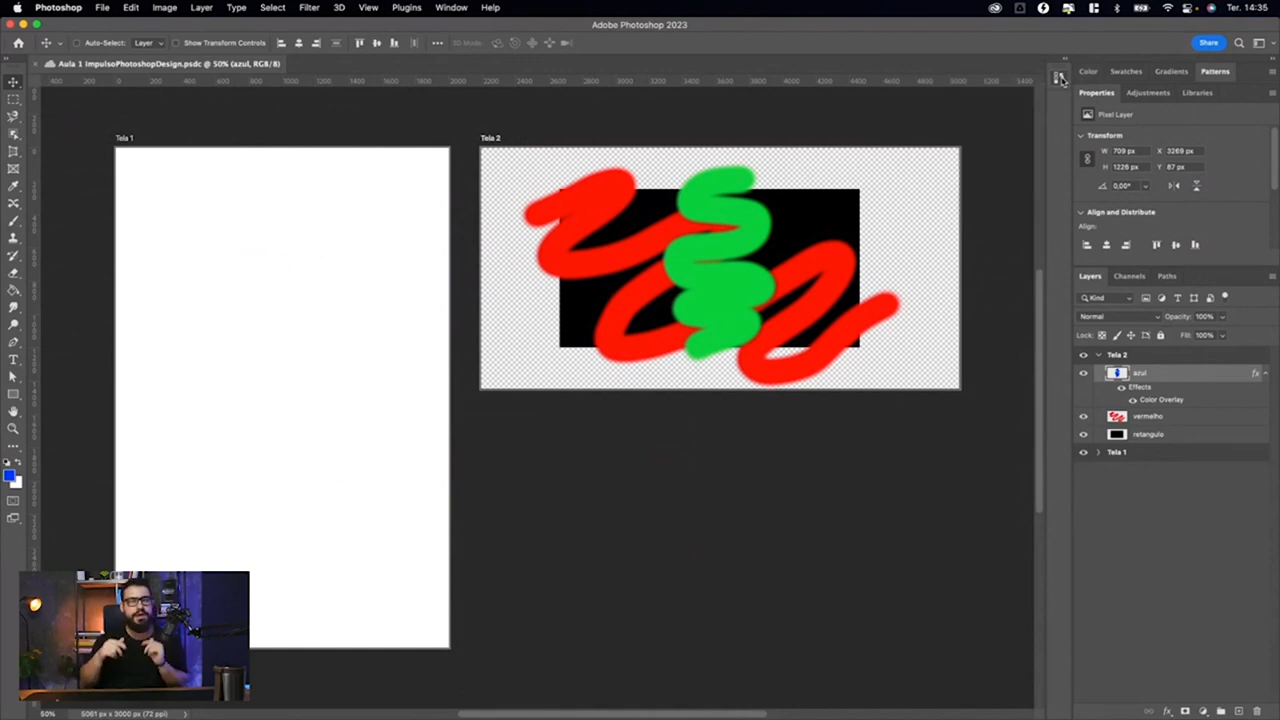 Photoshop File Edit Image Layer Type Select Filter 3D View Plugins Window Help Ter. 14:35
Adobe Photoshop 2023
Auto-Select: Layer Show Transform Controls 3D Mode: Share
Aula 1 ImpulsoPhotoshopDesign.psdc @ 50% (azul, RGB/8)
Color Swatches Gradients Patterns
Properties Adjustments Libraries
Pixel Layer
Transform
W 709 px X 3269 px
H 1226 px Y 87 px
0,00°
Align and Distribute
Align:
Layers Channels Paths
Kind
Normal Opacity: 100%
Lock: Fill: 100%
Tela 2
azul fx
Effects
Color Overlay
vermelho
retangulo
Tela 1
Tela 1
Tela 2
50% 5061 px x 3000 px (72 ppi)